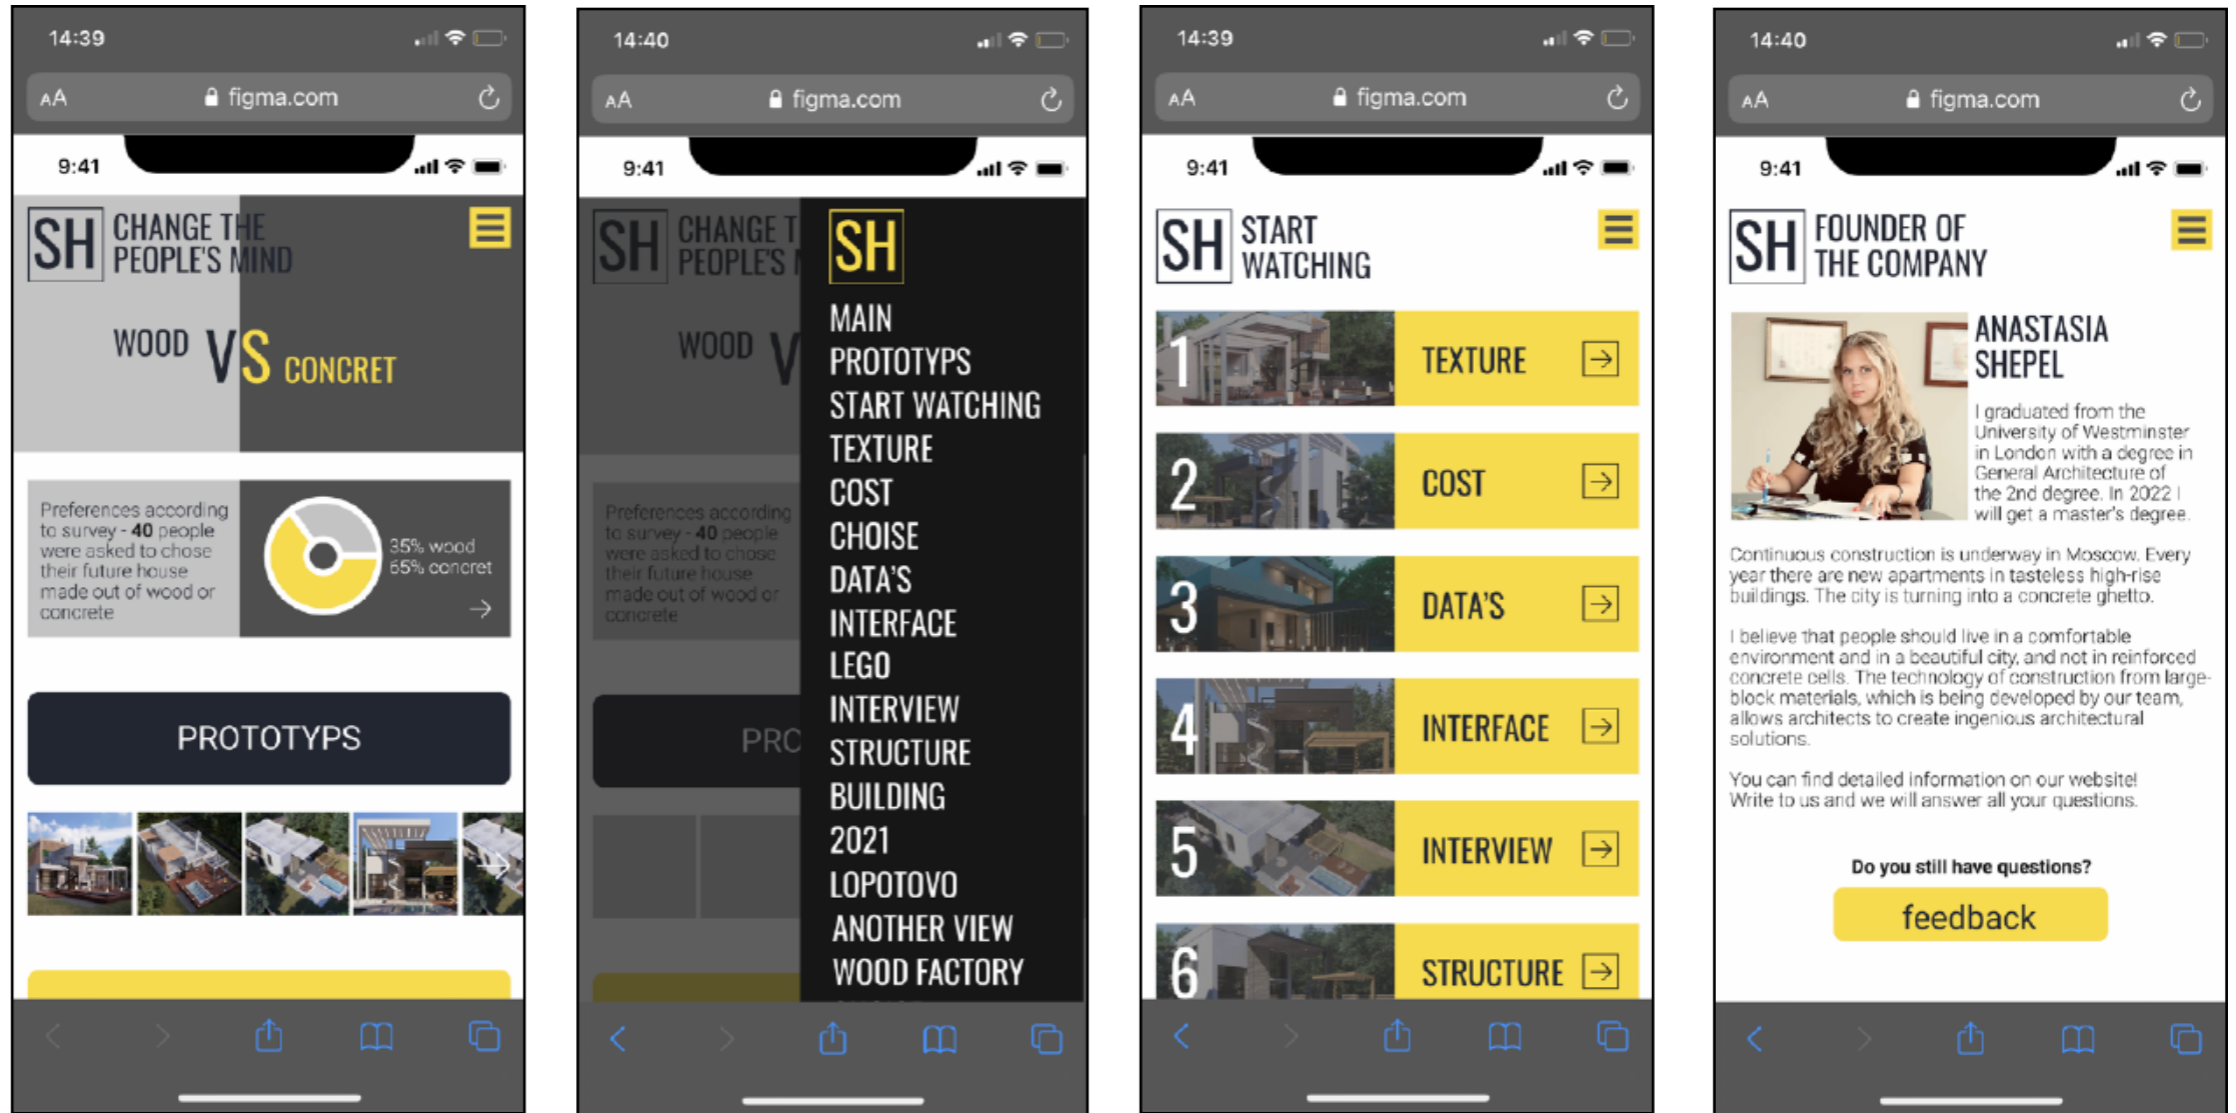 14:39
AA figma.com
9:41
SH CHANGE THE
PEOPLE'S MIND
WOOD VS CONCRET
Preferences according
to survey - 40 people
were asked to chose
their future house
made out of wood or
concrete
35% wood
65% concret
PROTOTYPS
14:40
AA figma.com
9:41
SH CHANGE T
PEOPLE'S
WOOD V
Preferences according
to survey - 40 people
were asked to chose
their future house
made out of wood or
concrete
PRO
SH
MAIN
PROTOTYPS
START WATCHING
TEXTURE
COST
CHOISE
DATA'S
INTERFACE
LEGO
INTERVIEW
STRUCTURE
BUILDING
2021
LOPOTOVO
ANOTHER VIEW
WOOD FACTORY
14:39
AA figma.com
9:41
SH START
WATCHING
1 TEXTURE
2 COST
3 DATA'S
4 INTERFACE
5 INTERVIEW
6 STRUCTURE
14:40
AA figma.com
9:41
SH FOUNDER OF
THE COMPANY
ANASTASIA
SHEPEL
I graduated from the
University of Westminster
in London with a degree in
General Architecture of
the 2nd degree. In 2022 I
will get a master's degree.
Continuous construction is underway in Moscow. Every
year there are new apartments in tasteless high-rise
buildings. The city is turning into a concrete ghetto.
I believe that people should live in a comfortable
environment and in a beautiful city, and not in reinforced
concrete cells. The technology of construction from large-
block materials, which is being developed by our team,
allows architects to create ingenious architectural
solutions.
You can find detailed information on our website!
Write to us and we will answer all your questions.
Do you still have questions?
feedback